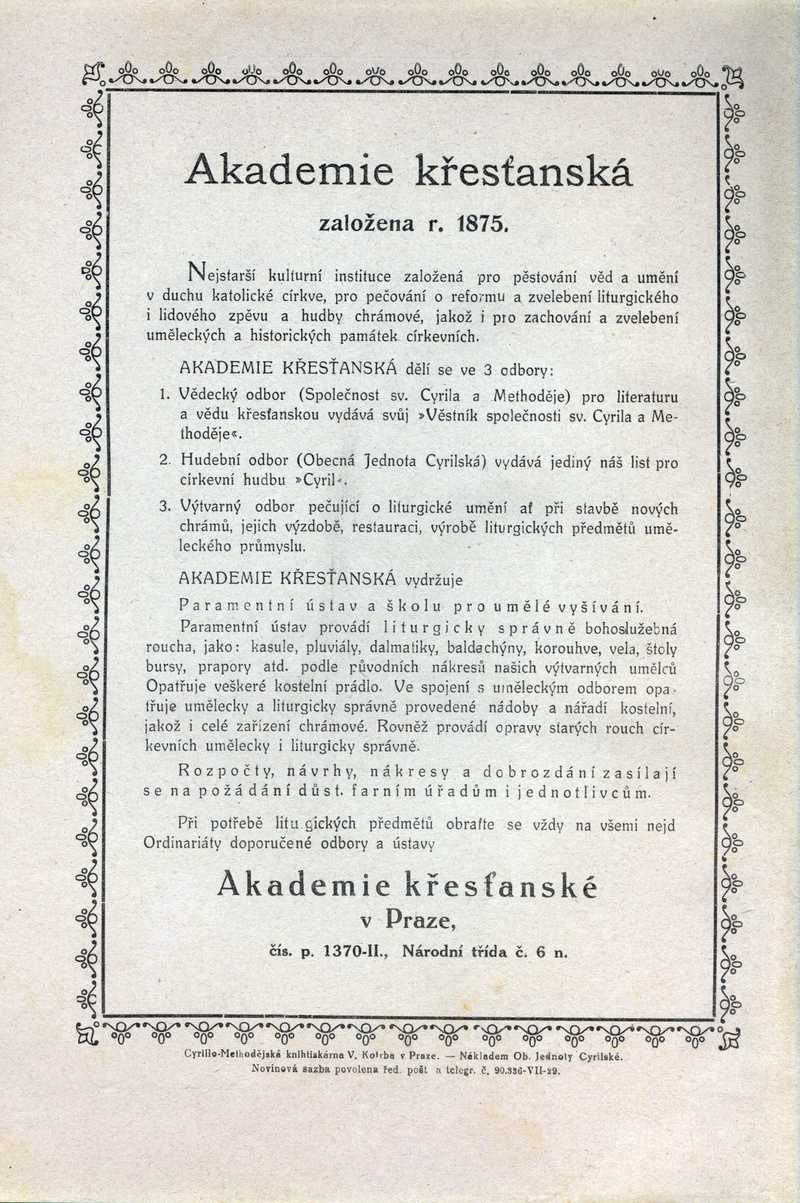 Akademie křesťanská
založena r. 1875.
Nejstarší kulturní instituce založená pro pěstování věd a umění
v duchu katolické církve, pro pečování o reformu a zvelebení liturgického
i lidového zpěvu a hudby chrámové, jakož i pro zachování a zvelebení
uměleckých a historických památek církevních.
AKADEMIE KŘESŤANSKÁ dělí se ve 3 odbory:
1. Vědecký odbor (Společnost sv. Cyrila a Methoděje) pro literaturu
a vědu křesťanskou vydává svůj »Věstník společnosti sv. Cyrila a Me-
thoděje«.
2. Hudební odbor (Obecná Jednota Cyrilská) vydává jediný náš list pro
církevní hudbu »Cyril«.
3. Výtvarný odbor pečující o liturgické umění ať při stavbě nových
chrámů, jejich výzdobě, restauraci, výrobě liturgických předmětů umě-
leckého průmyslu.
AKADEMIE KŘESŤANSKÁ vydržuje
Paramentní ústav a školu pro umělé vyšívání.
Paramentní ústav provádí liturgicky správně bohoslužebná
roucha, jako: kasule, pluviály, dalmatiky, baldachýny, korouhve, vela, štoly
bursy, prapory atd. podle původních nákresů našich výtvarných umělců
Opatřuje veškeré kostelní prádlo. Ve spojení s uměleckým odborem opa-
třuje umělecky a liturgicky správně provedené nádoby a nářadí kostelní,
jakož i celé zařízení chrámové. Rovněž provádí opravy starých rouch cír-
kevních umělecky i liturgicky správně.
Rozpočty, návrhy, nákresy a dobrozdání zasílají
se na požádání důst. farním úřadům i jednotlivcům.
Při potřebě litu gických předmětů obraťte se vždy na všemi nejd
Ordinariáty doporučené odbory a ústavy
Akademie křesťanské
v Praze,
čís. p. 1370-II., Národní třída č. 6 n.
Cyrillo-Methodějská knihtiskárna V. Kotrba v Praze. — Nákladem Ob. Jednoty Cyrilské.
Novinová sazba povolena řed. pošt a telegr. č. 90.336-VII-29.